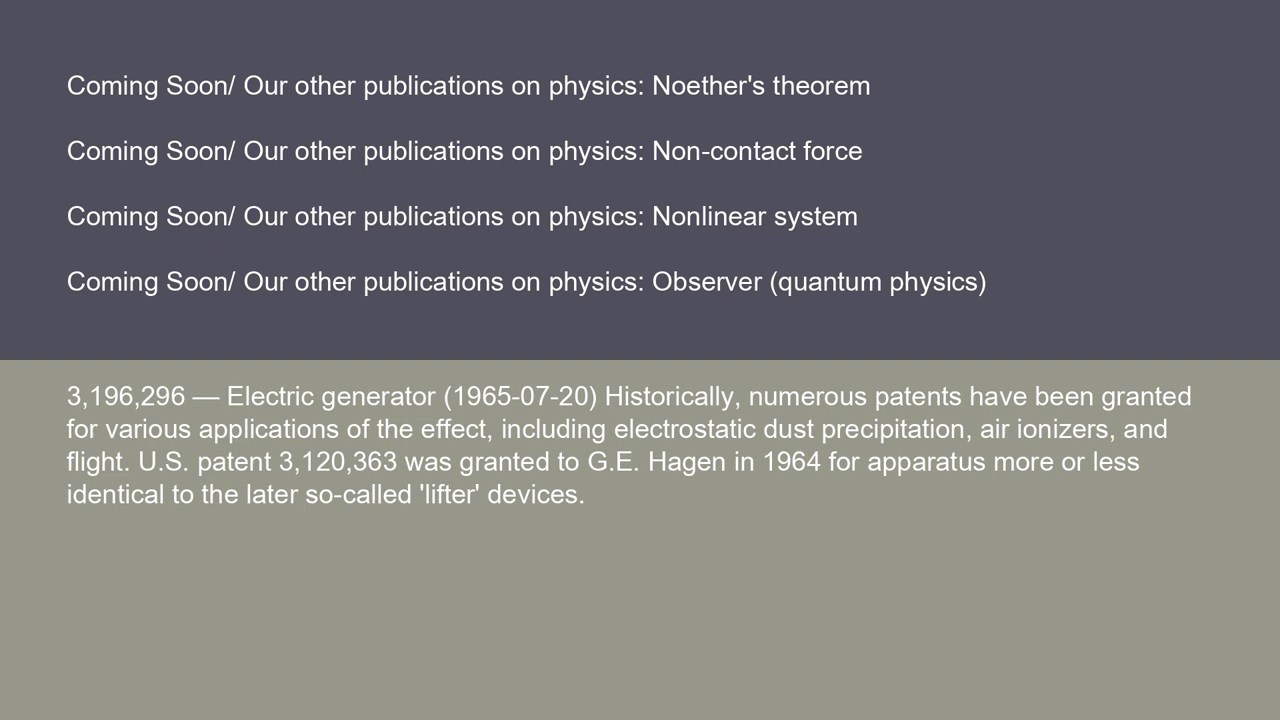 Coming Soon/ Our other publications on physics: Noether's theorem
Coming Soon/ Our other publications on physics: Non-contact force
Coming Soon/ Our other publications on physics: Nonlinear system
Coming Soon/ Our other publications on physics: Observer (quantum physics)
3,196,296 — Electric generator (1965-07-20) Historically, numerous patents have been granted
for various applications of the effect, including electrostatic dust precipitation, air ionizers, and
flight. U.S. patent 3,120,363 was granted to G.E. Hagen in 1964 for apparatus more or less
identical to the later so-called 'lifter' devices.